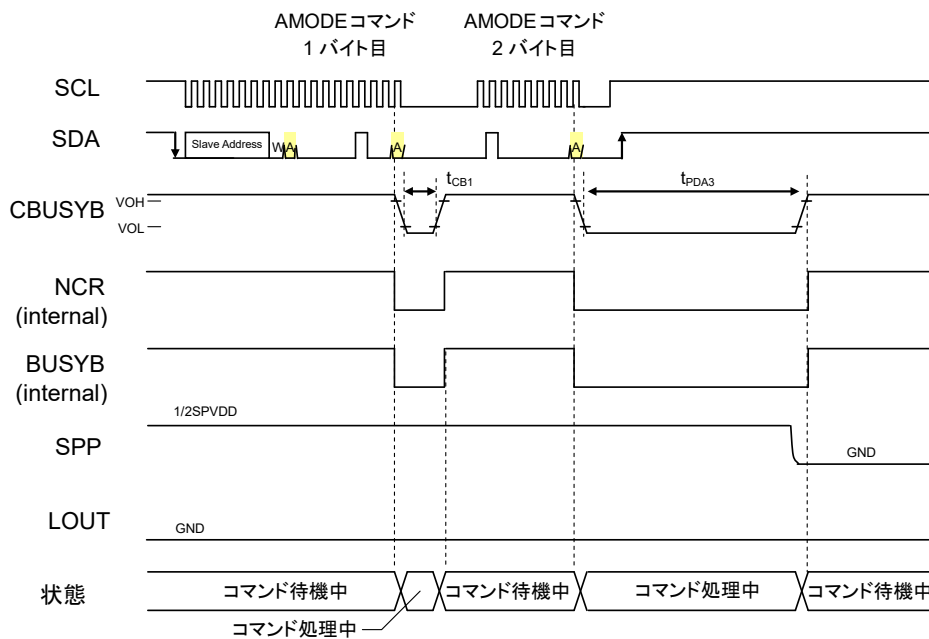 AMODEコマンド
1 バイト目
AMODEコマンド
2 バイト目
SCL
SDA
Slave Address
W
A
A
A
CBUSYB
VOH
VOL
tCB1
tPDA3
NCR
(internal)
BUSYB
(internal)
1/2SPVDD
SPP
GND
LOUT
GND
状態
コマンド待機中
コマンド待機中
コマンド処理中
コマンド待機中
コマンド処理中